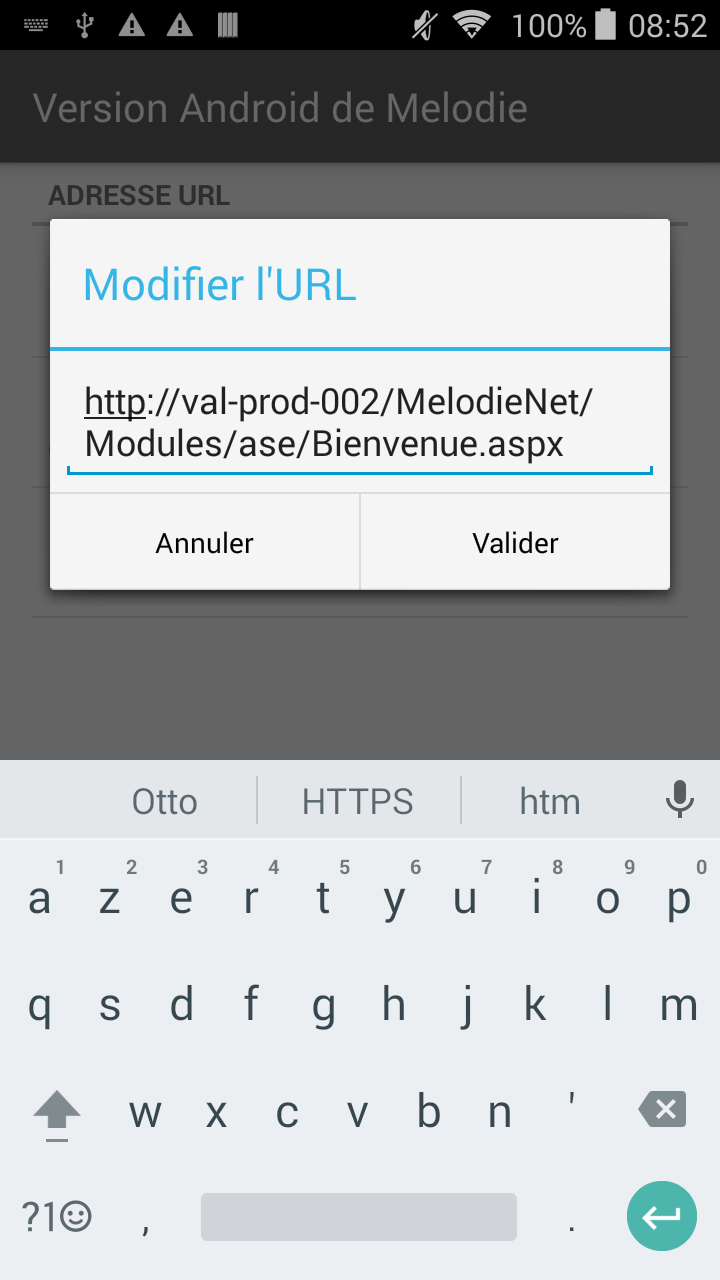 100% 08:52
Version Android de Melodie
ADRESSE URL
Modifier l'URL
http://val-prod-002/MelodieNet/
Modules/ase/Bienvenue.aspx
Annuler Valider
Otto HTTPS htm
1 2 3 4 5 6 7 8 9 0
a z e r t y u i o p
q s d f g h j k l m
w x c v b n '
?1☺ , .